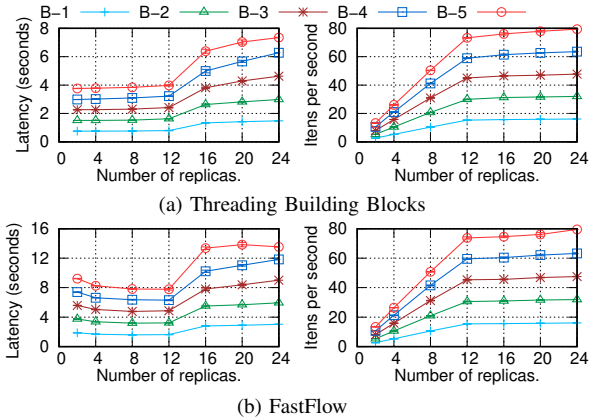 B−1 B−2 B−3 B−4 B−5
Latency (seconds)
8
6
4
2
0
0 4 8 12 16 20 24
Number of replicas.
Itens per second
80
60
40
20
0
0 4 8 12 16 20 24
Number of replicas.
(a) Threading Building Blocks
Latency (seconds)
16
12
8
4
0
0 4 8 12 16 20 24
Number of replicas.
Itens per second
80
60
40
20
0
0 4 8 12 16 20 24
Number of replicas.
(b) FastFlow